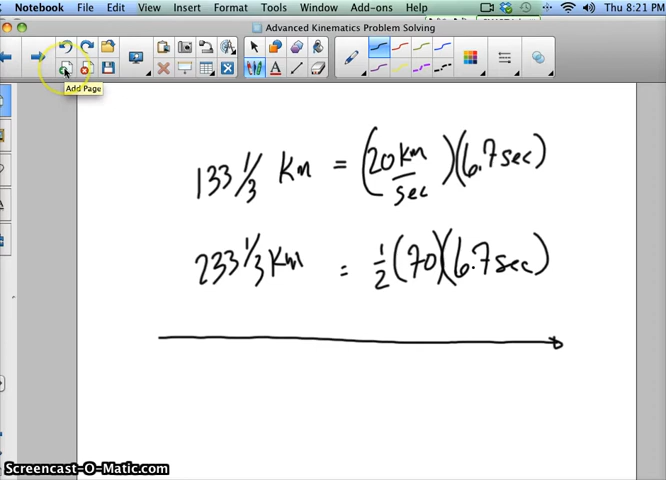 Notebook File Edit View Insert Format Tools Window Add-ons Help Thu 8:21 PM
Advanced Kinematics Problem Solving
Add Page
133 1/3 Km = (20 km/sec)(6.7 sec)
233 1/3 Km = 1/2 (70)(6.7 sec)
Screencast-O-Matic.com